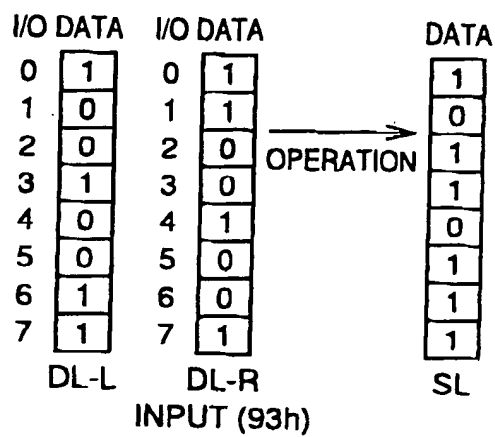 I/O DATA I/O DATA DATA
0 1 0 1 1
1 0 1 1 0
2 0 2 0 1
3 1 3 0 1
4 0 4 1 0
5 0 5 0 1
6 1 6 0 1
7 1 7 1 1
OPERATION
DL-L DL-R SL
INPUT (93h)